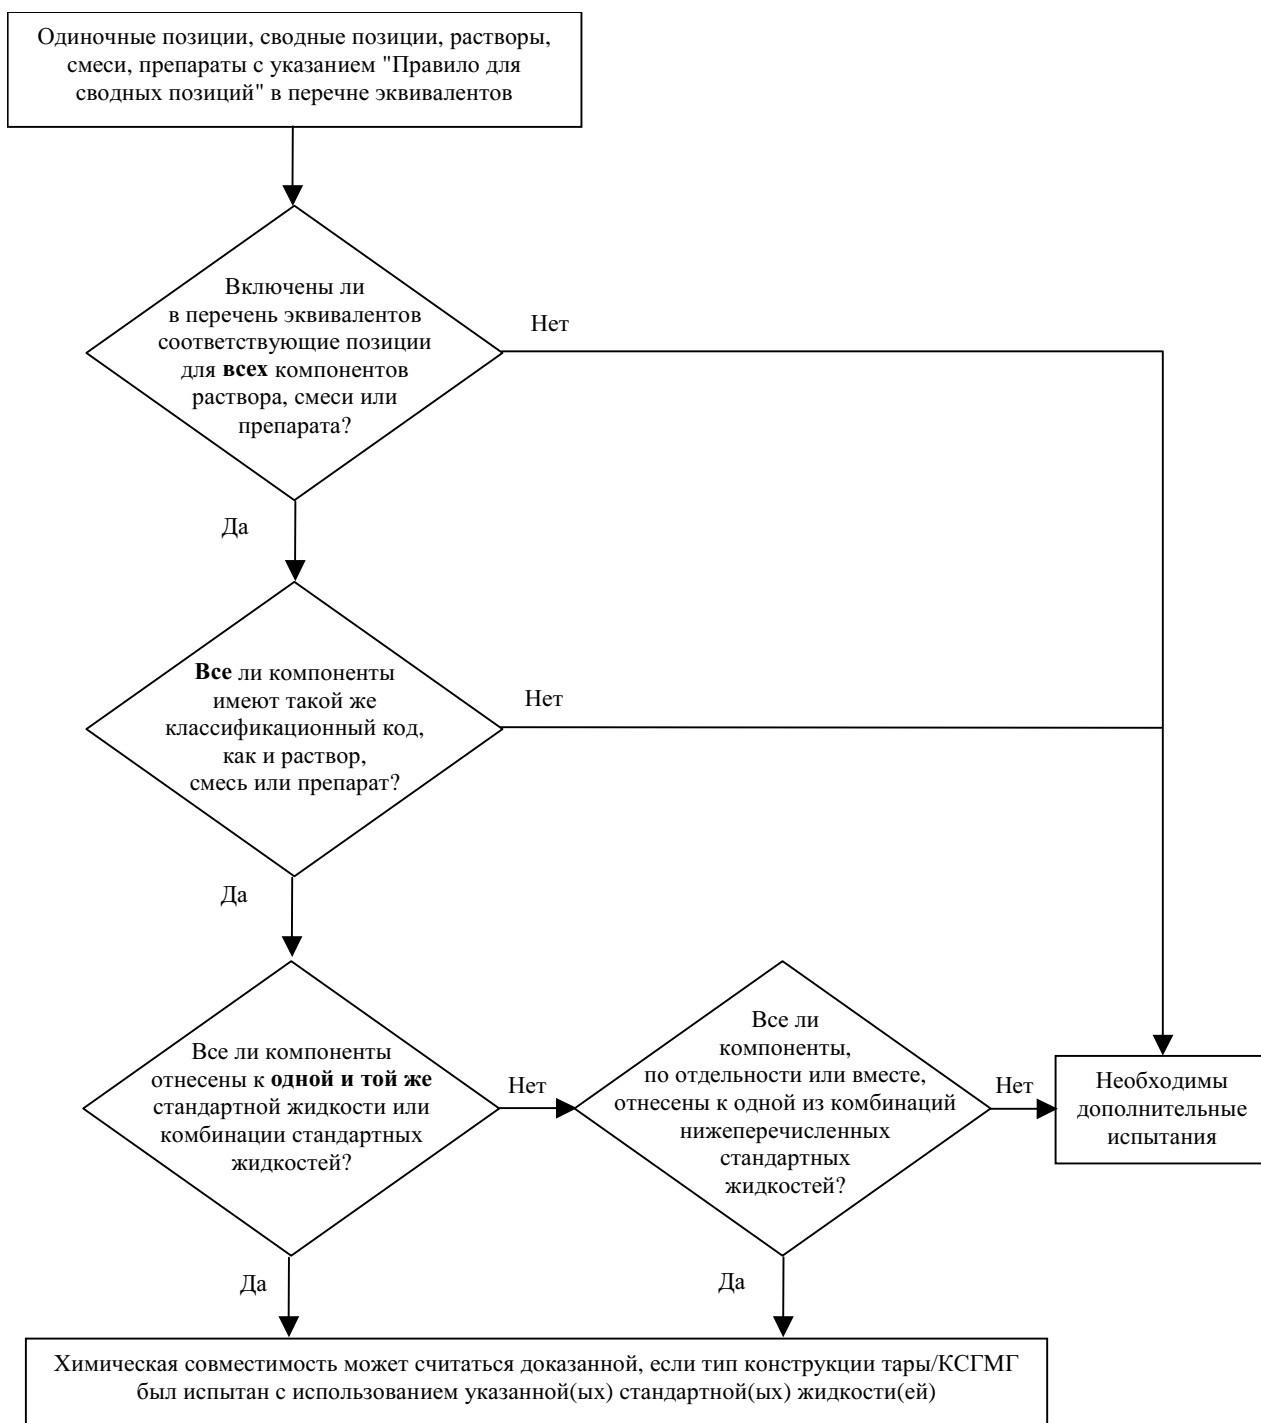 Одиночные позиции, сводные позиции, растворы,
смеси, препараты с указанием "Правило для
сводных позиций" в перечне эквивалентов
Включены ли
в перечень эквивалентов
соответствующие позиции
для всех компонентов
раствора, смеси или
препарата?
Нет
Да
Все ли компоненты
имеют такой же
классификационный код,
как и раствор,
смесь или препарат?
Нет
Да
Все ли компоненты
отнесены к одной и той же
стандартной жидкости или
комбинации стандартных
жидкостей?
Нет
Все ли
компоненты,
по отдельности или вместе,
отнесены к одной из комбинаций
нижеперечисленных
стандартных
жидкостей?
Нет
Необходимы
дополнительные
испытания
Да
Да
Химическая совместимость может считаться доказанной, если тип конструкции тары/КСГМГ
был испытан с использованием указанной(ых) стандартной(ых) жидкости(ей)